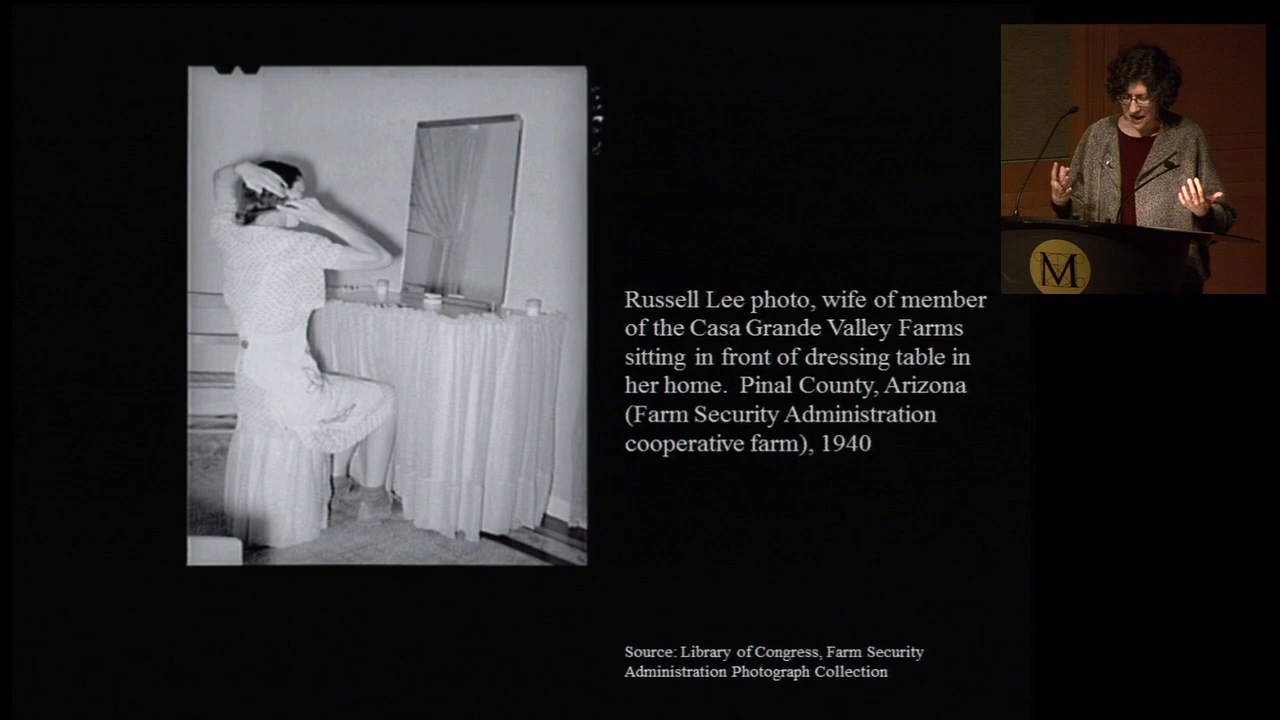 Russell Lee photo, wife of member
of the Casa Grande Valley Farms
sitting in front of dressing table in
her home. Pinal County, Arizona
(Farm Security Administration
cooperative farm), 1940
Source: Library of Congress, Farm Security
Administration Photograph Collection
M